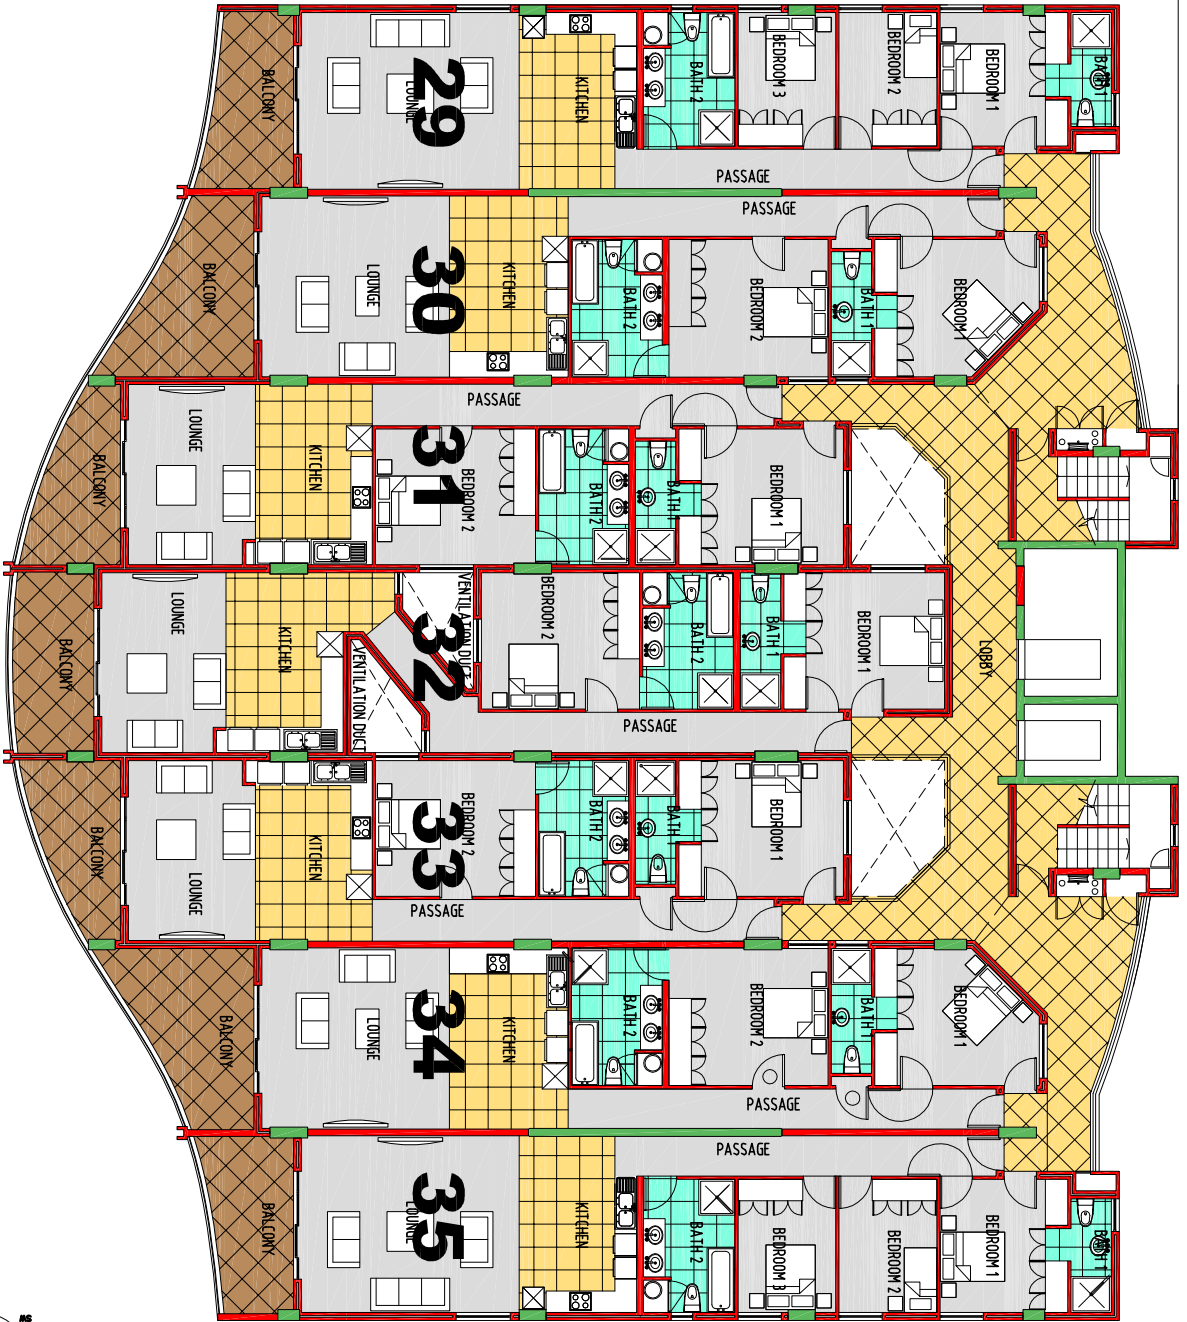 BALCONY
LOUNGE
29
KITCHEN
BATH 2
BEDROOM 3
BEDROOM 2
BEDROOM 1
BATH 1
PASSAGE
PASSAGE
BALCONY
LOUNGE
30
KITCHEN
BATH 2
BEDROOM 2
BATH 1
BEDROOM 1
PASSAGE
BALCONY
LOUNGE
KITCHEN
31
BEDROOM 2
BATH 2
BATH 1
BEDROOM 1
BALCONY
LOUNGE
KITCHEN
VENTILATION DUCT
VENTILATION DUCT
32
BEDROOM 2
BATH 2
BATH 1
BEDROOM 1
LOBBY
PASSAGE
BALCONY
LOUNGE
KITCHEN
33
BEDROOM 2
BATH 2
BATH 1
BEDROOM 1
PASSAGE
BALCONY
LOUNGE
34
KITCHEN
BATH 2
BEDROOM 2
BATH 1
BEDROOM 1
PASSAGE
PASSAGE
BALCONY
LOUNGE
35
KITCHEN
BATH 2
BEDROOM 3
BEDROOM 2
BEDROOM 1
BATH 1
SW